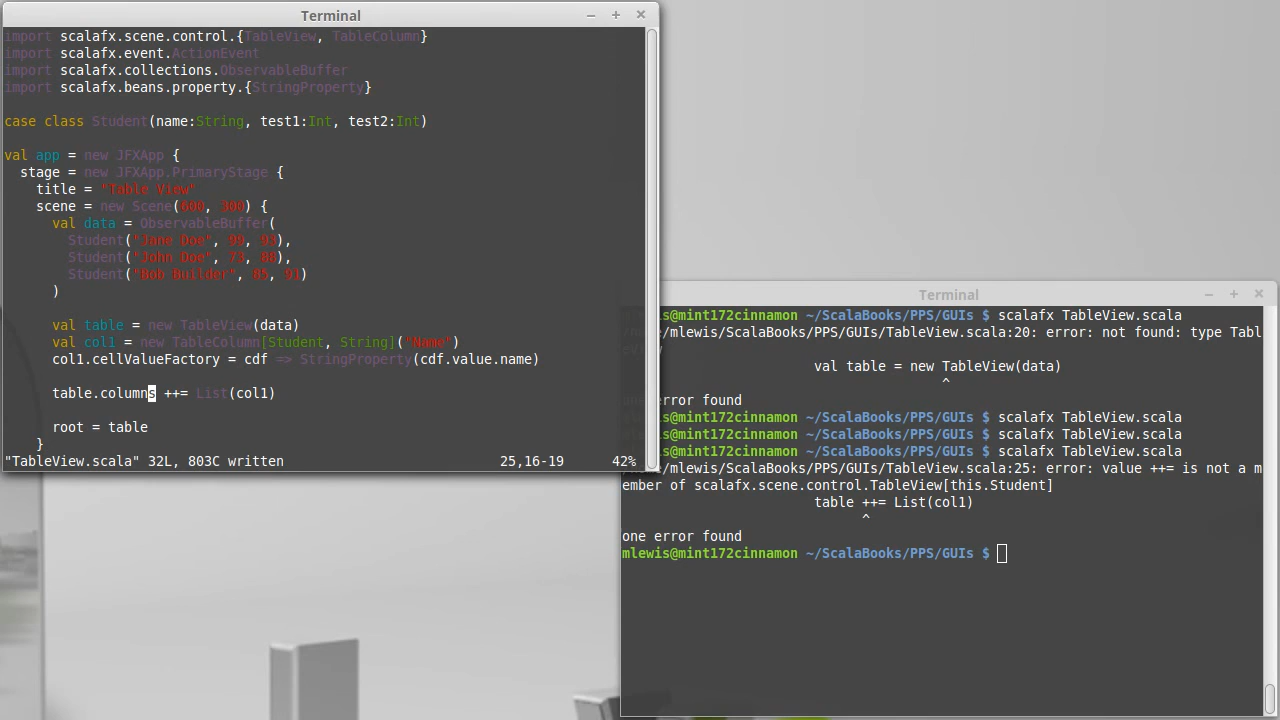 Terminal
import scalafx.scene.control.{TableView, TableColumn}
import scalafx.event.ActionEvent
import scalafx.collections.ObservableBuffer
import scalafx.beans.property.{StringProperty}
case class Student(name:String, test1:Int, test2:Int)
val app = new JFXApp {
stage = new JFXApp.PrimaryStage {
title = "Table View"
scene = new Scene(600, 300) {
val data = ObservableBuffer(
Student("Jane Doe", 99, 93),
Student("John Doe", 73, 88),
Student("Bob Builder", 85, 91)
)
val table = new TableView(data)
val col1 = new TableColumn[Student, String]("Name")
col1.cellValueFactory = cdf => StringProperty(cdf.value.name)
table.columns ++= List(col1)
root = table
}
"TableView.scala" 32L, 803C written 25,16-19 42%
Terminal
~/ScalaBooks/PPS/GUIs $ scalafx TableView.scala
/mlewis/ScalaBooks/PPS/GUIs/TableView.scala:20: error: not found: type Tabl
val table = new TableView(data)
^
error found
~/ScalaBooks/PPS/GUIs $ scalafx TableView.scala
~/ScalaBooks/PPS/GUIs $ scalafx TableView.scala
~/ScalaBooks/PPS/GUIs $ scalafx TableView.scala
/mlewis/ScalaBooks/PPS/GUIs/TableView.scala:25: error: value ++= is not a m
ember of scalafx.scene.control.TableView[this.Student]
table ++= List(col1)
^
one error found
mlewis@mint172cinnamon ~/ScalaBooks/PPS/GUIs $